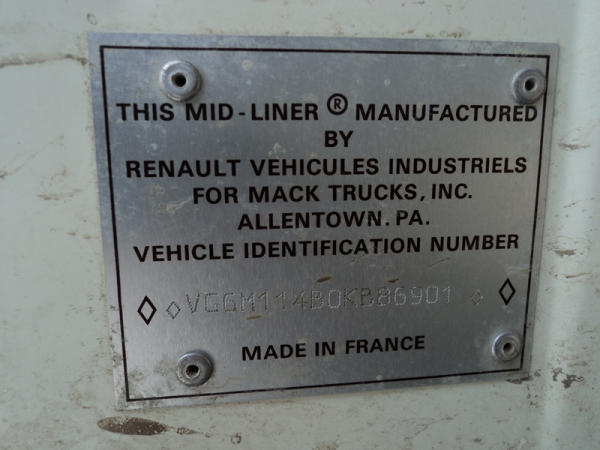 THIS MID-LINER ® MANUFACTURED
BY
RENAULT VEHICULES INDUSTRIELS
FOR MACK TRUCKS, INC.
ALLENTOWN. PA.
VEHICLE IDENTIFICATION NUMBER
VG6M114B0KB86901
MADE IN FRANCE